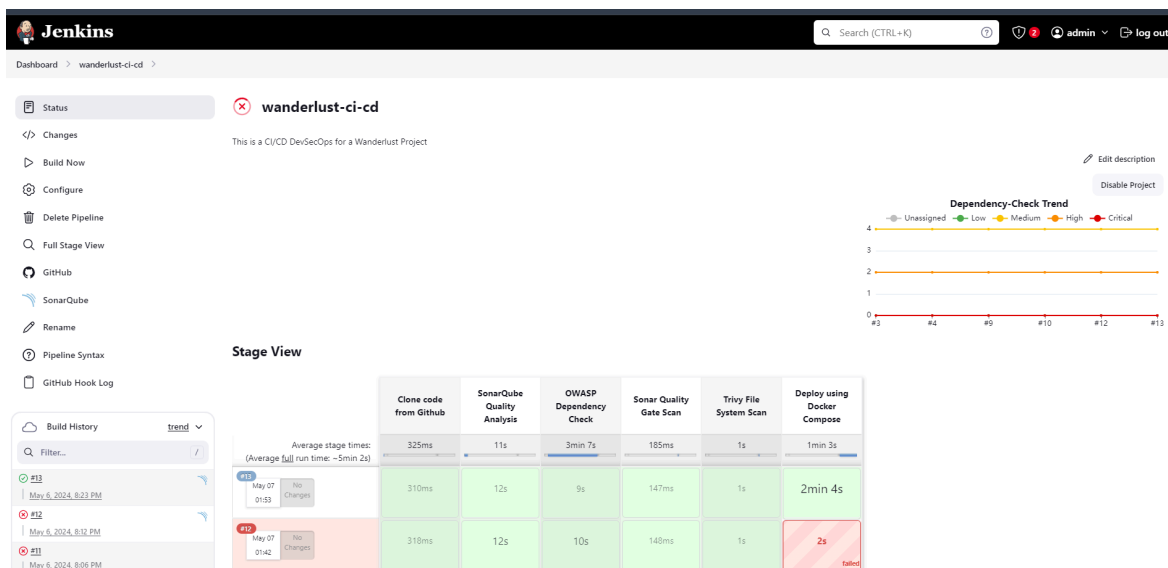 Jenkins
Search (CTRL+K)
2
admin
log out
Dashboard > wanderlust-ci-cd >
Status
Changes
Build Now
Configure
Delete Pipeline
Full Stage View
GitHub
SonarQube
Rename
Pipeline Syntax
GitHub Hook Log
Build History
trend
Filter...
/
#13
May 6, 2024, 8:23 PM
#12
May 6, 2024, 8:12 PM
#11
May 6, 2024, 8:06 PM
wanderlust-ci-cd
This is a CI/CD DevSecOps for a Wanderlust Project
Edit description
Disable Project
Dependency-Check Trend
Unassigned Low Medium High Critical
4
3
2
1
0
#3 #4 #9 #10 #12 #13
Stage View
Clone code
from Github
SonarQube
Quality
Analysis
OWASP
Dependency
Check
Sonar Quality
Gate Scan
Trivy File
System Scan
Deploy using
Docker
Compose
Average stage times:
(Average full run time: ~5min 2s)
325ms 11s 3min 7s 185ms 1s 1min 3s
#13
May 07
01:53
No
Changes
310ms 12s 9s 147ms 1s 2min 4s
#12
May 07
01:42
No
Changes
318ms 12s 10s 148ms 1s 2s
failed